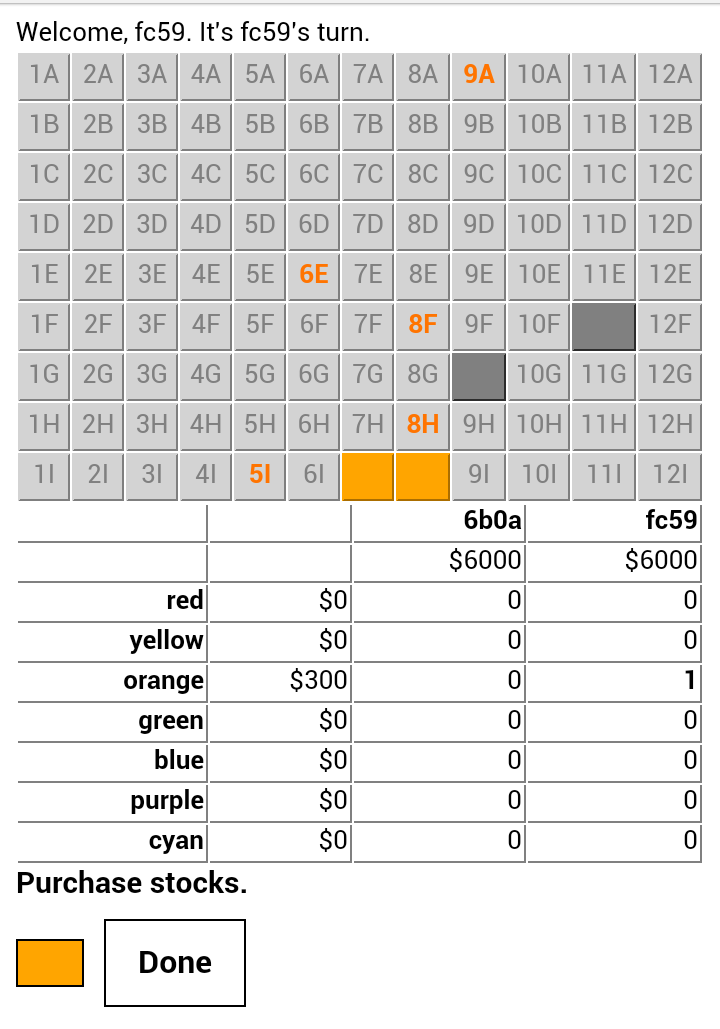 Welcome, fc59. It's fc59's turn.
1A 2A 3A 4A 5A 6A 7A 8A 9A 10A 11A 12A
1B 2B 3B 4B 5B 6B 7B 8B 9B 10B 11B 12B
1C 2C 3C 4C 5C 6C 7C 8C 9C 10C 11C 12C
1D 2D 3D 4D 5D 6D 7D 8D 9D 10D 11D 12D
1E 2E 3E 4E 5E 6E 7E 8E 9E 10E 11E 12E
1F 2F 3F 4F 5F 6F 7F 8F 9F 10F 12F
1G 2G 3G 4G 5G 6G 7G 8G 10G 11G 12G
1H 2H 3H 4H 5H 6H 7H 8H 9H 10H 11H 12H
1I 2I 3I 4I 5I 6I 9I 10I 11I 12I
6b0a fc59
$6000 $6000
red $0 0 0
yellow $0 0 0
orange $300 0 1
green $0 0 0
blue $0 0 0
purple $0 0 0
cyan $0 0 0
Purchase stocks.
Done